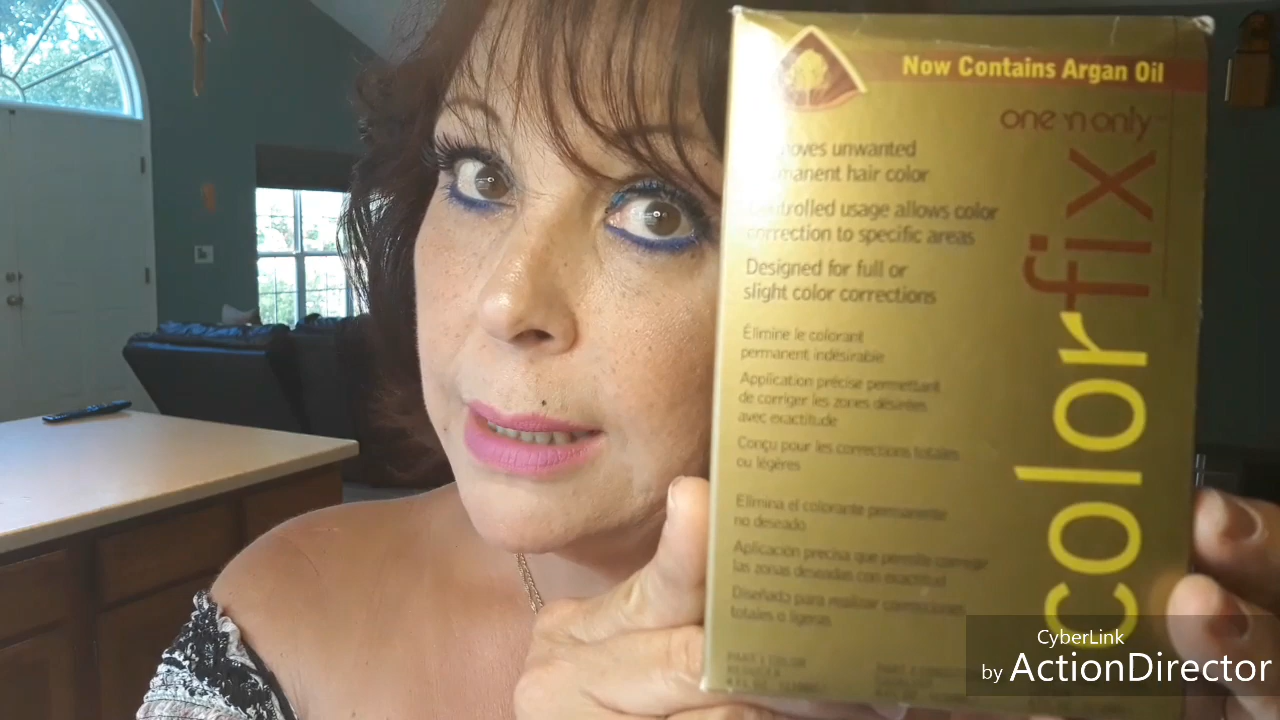 Now Contains Argan Oil
one 'n only
colorfix
unwanted
hair color
usage allows color
correction to specific areas
Designed for full or
slight color corrections
Élimine le colorant
permanent indésirable
Application précise permettant
de corriger les zones désirées
avec exactitude
Conçu pour les corrections totales
ou légères
Elimina el colorante permanente
no deseado
Aplicación precisa que permite corregir
las zonas deseadas con exactitud
Diseñado para realizar correcciones
totales o ligeras
CyberLink
by ActionDirector